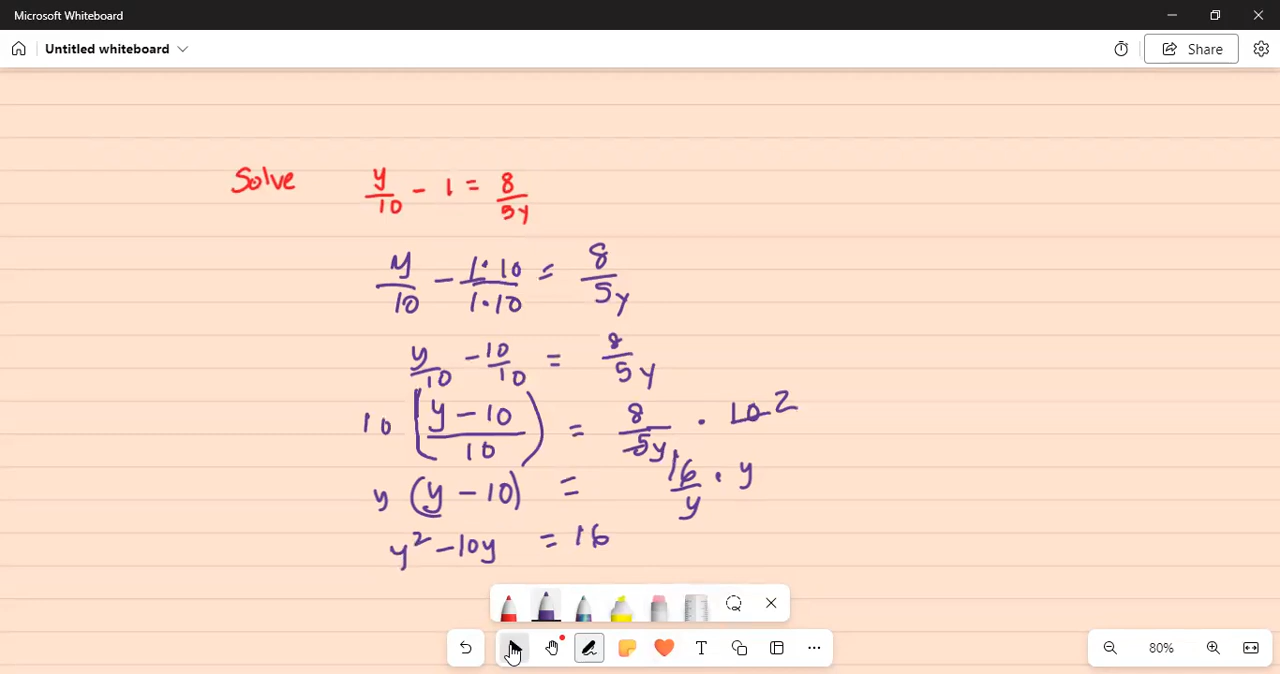 Microsoft Whiteboard
Untitled whiteboard
Share
Solve y/10 - 1 = 8/5y
y/10 - 1·10/1·10 = 8/5y
y/10 - 10/10 = 8/5y
10 (y - 10/10) = 8/5y · 10 2
y (y - 10) = 16/y · y
y² - 10y = 16
T
80%